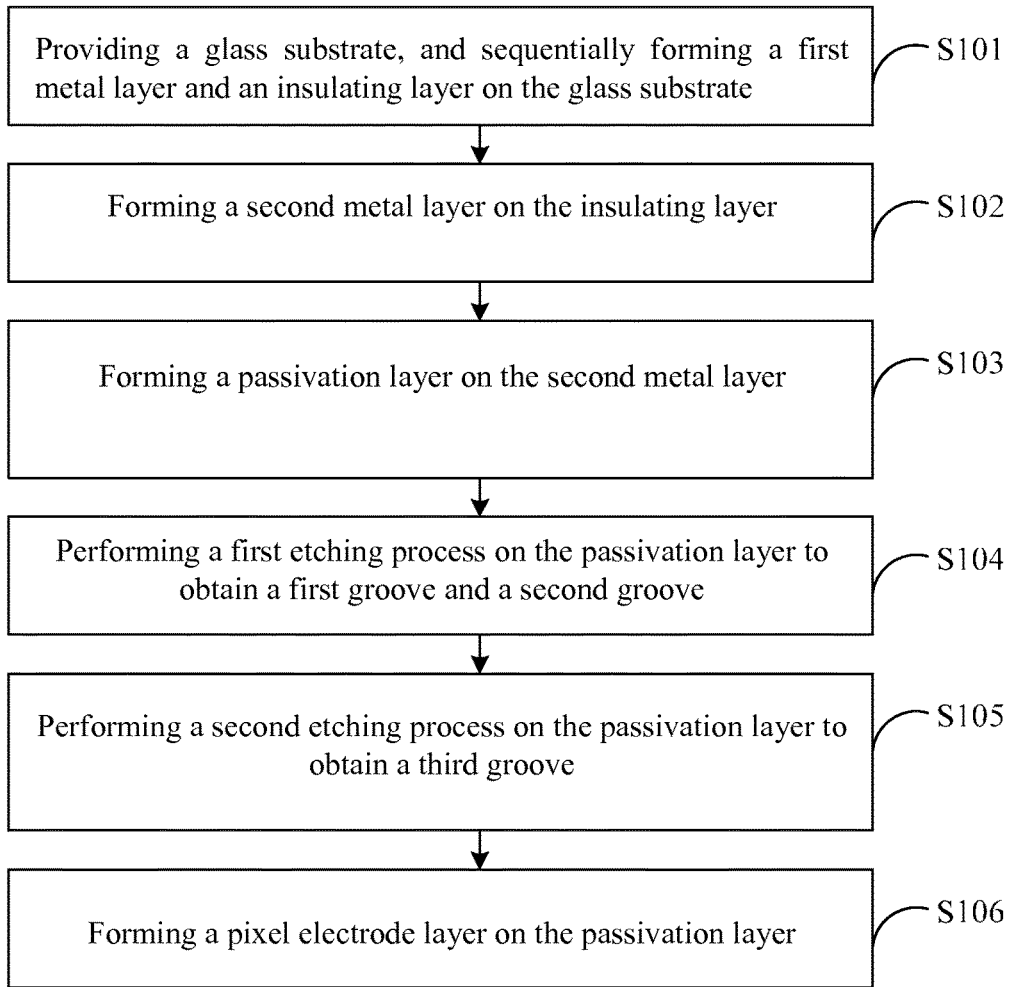 Providing a glass substrate, and sequentially forming a first
metal layer and an insulating layer on the glass substrate
S101
Forming a second metal layer on the insulating layer
S102
Forming a passivation layer on the second metal layer
S103
Performing a first etching process on the passivation layer to
obtain a first groove and a second groove
S104
Performing a second etching process on the passivation layer to
obtain a third groove
S105
Forming a pixel electrode layer on the passivation layer
S106